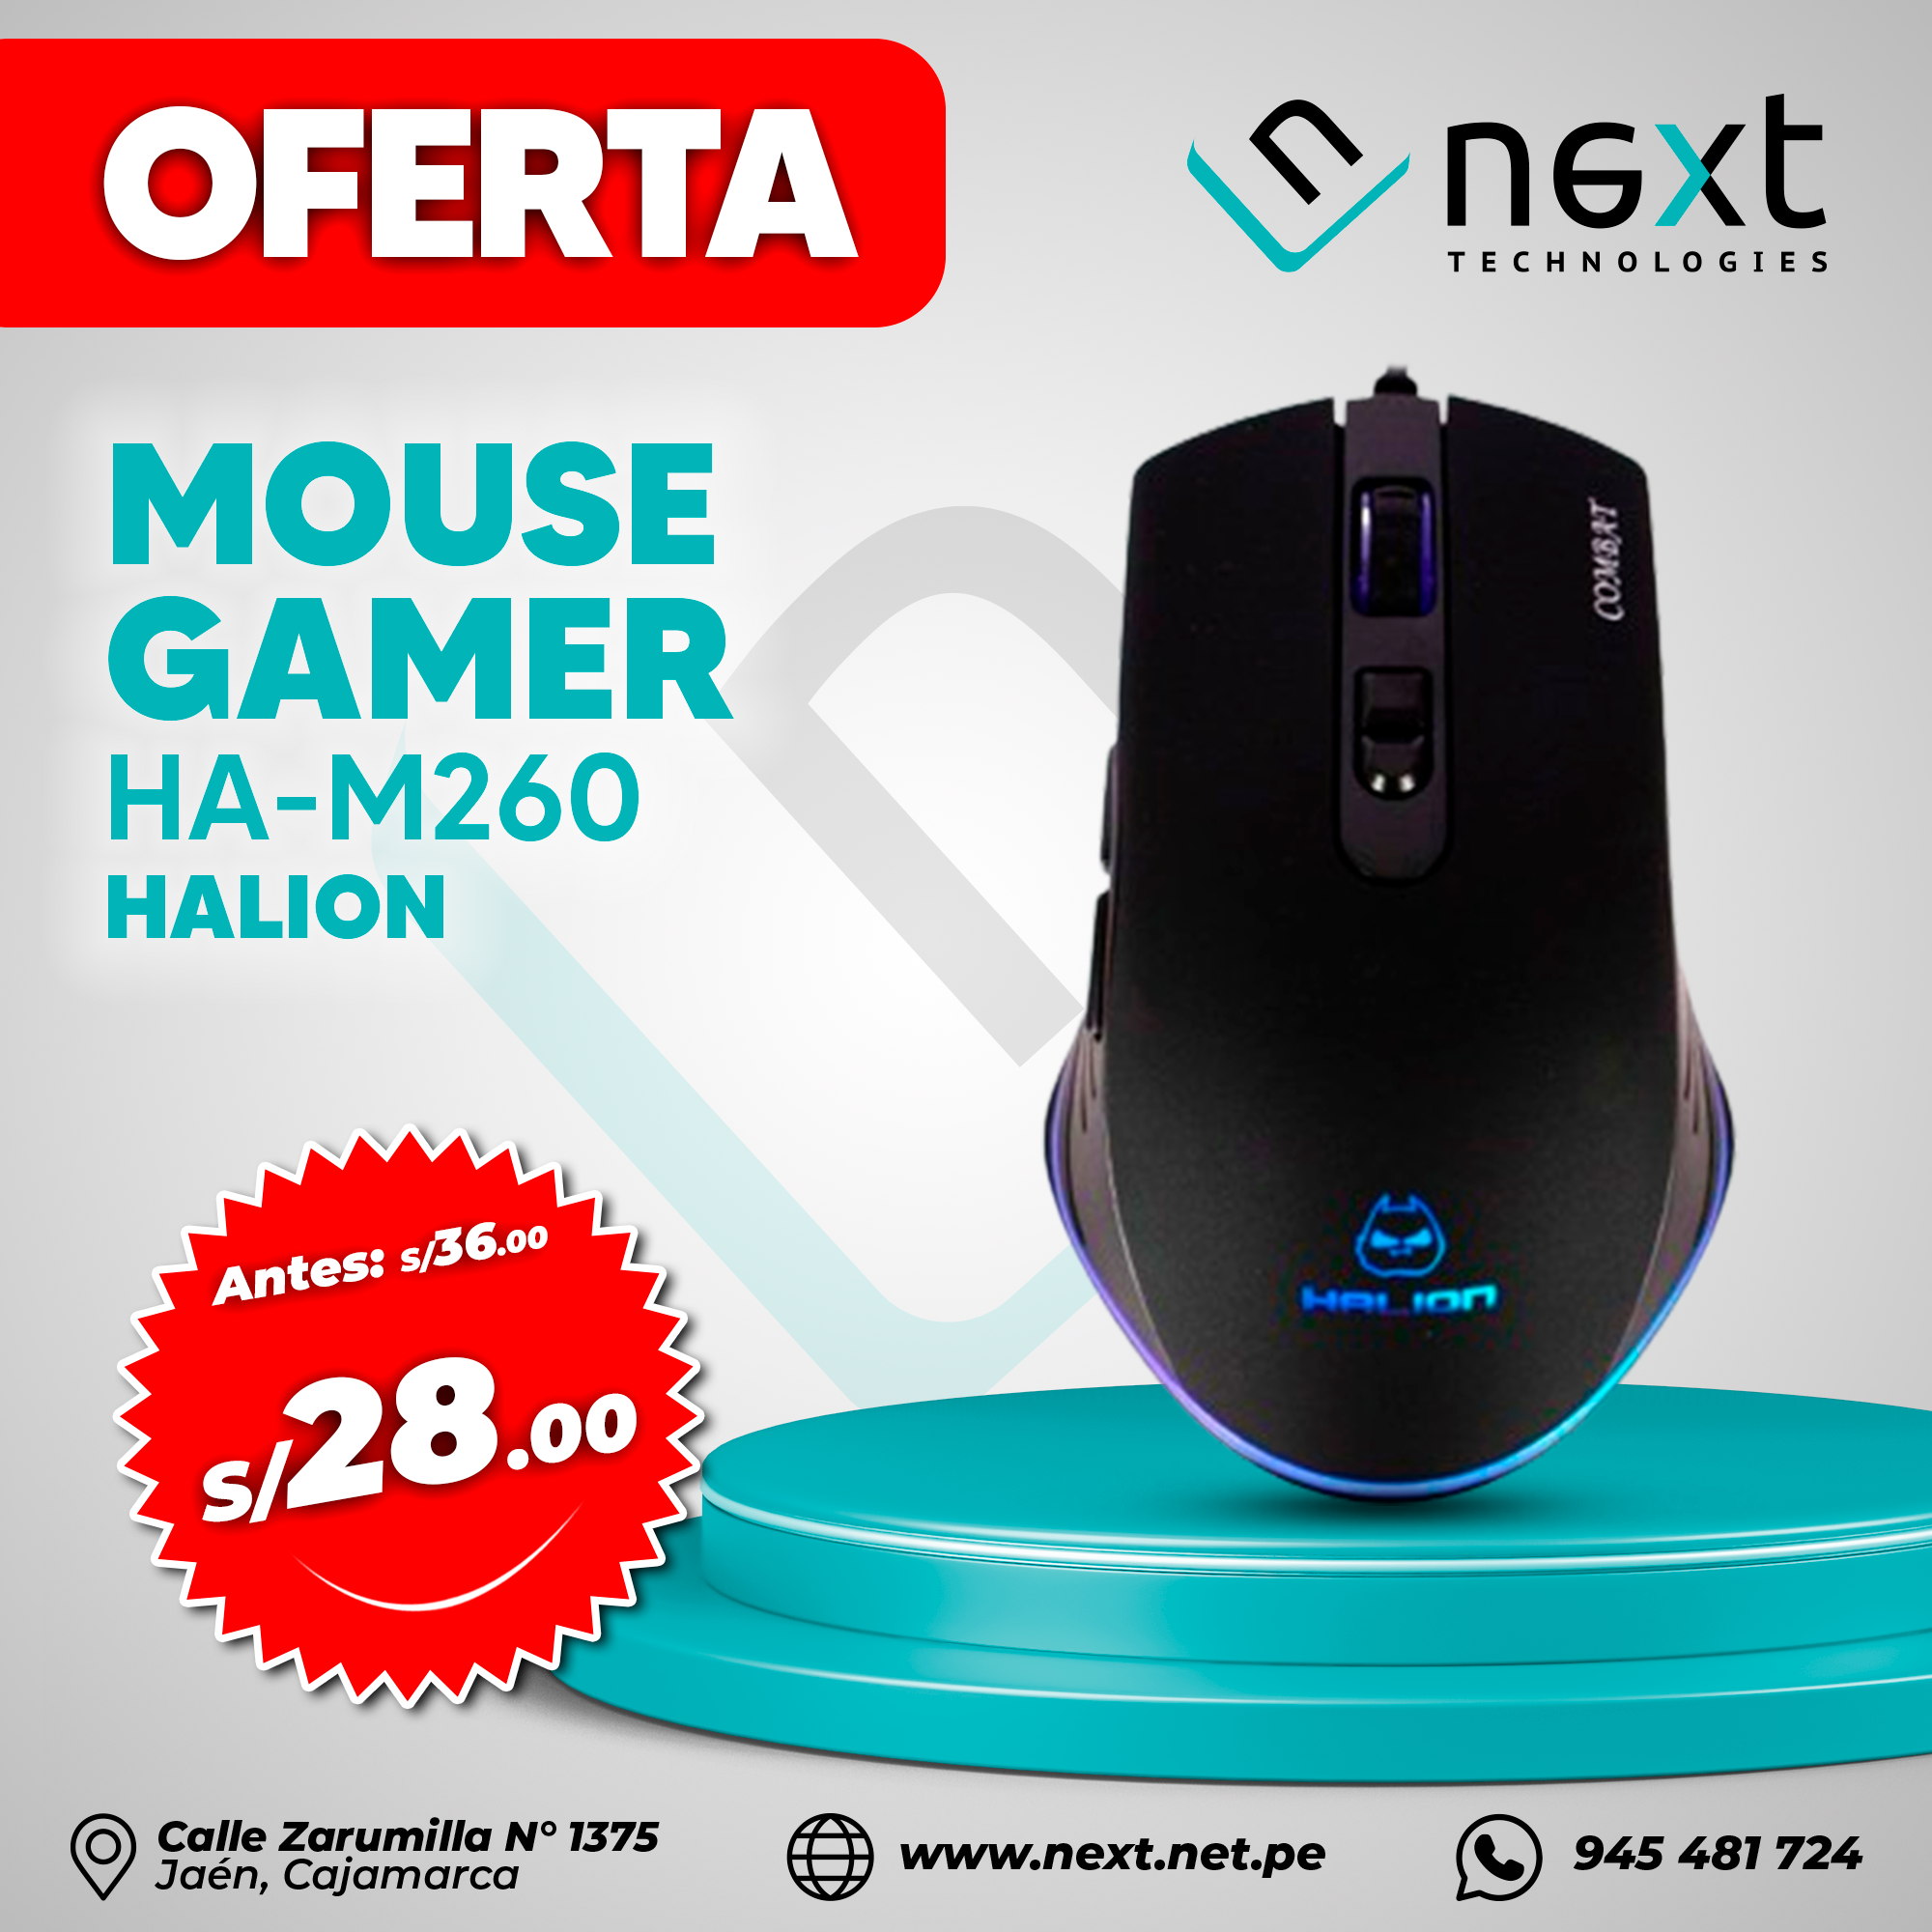 OFERTA
next
TECHNOLOGIES
MOUSE
GAMER
HA-M260
HALION
COMBAT
HALION
Antes: s/36.00
s/28.00
Calle Zarumilla N° 1375
Jaén, Cajamarca
www.next.net.pe
945 481 724